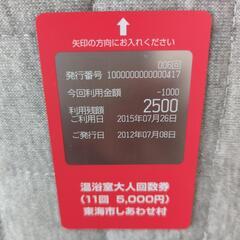 矢印の方向にお入れください
006回
発行番号 1000000000000417
今回利用金額 -1000
利用残額 2500
ご利用日 2015年07月26日
ご発行日 2012年07月08日
温浴室大人回数券
(11回 5,000円)
東海市しあわせ村